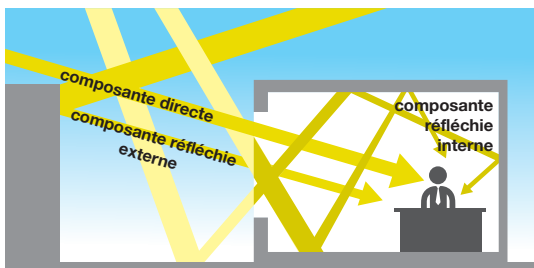 composante directe
composante réfléchie
externe
composante
réfléchie
interne